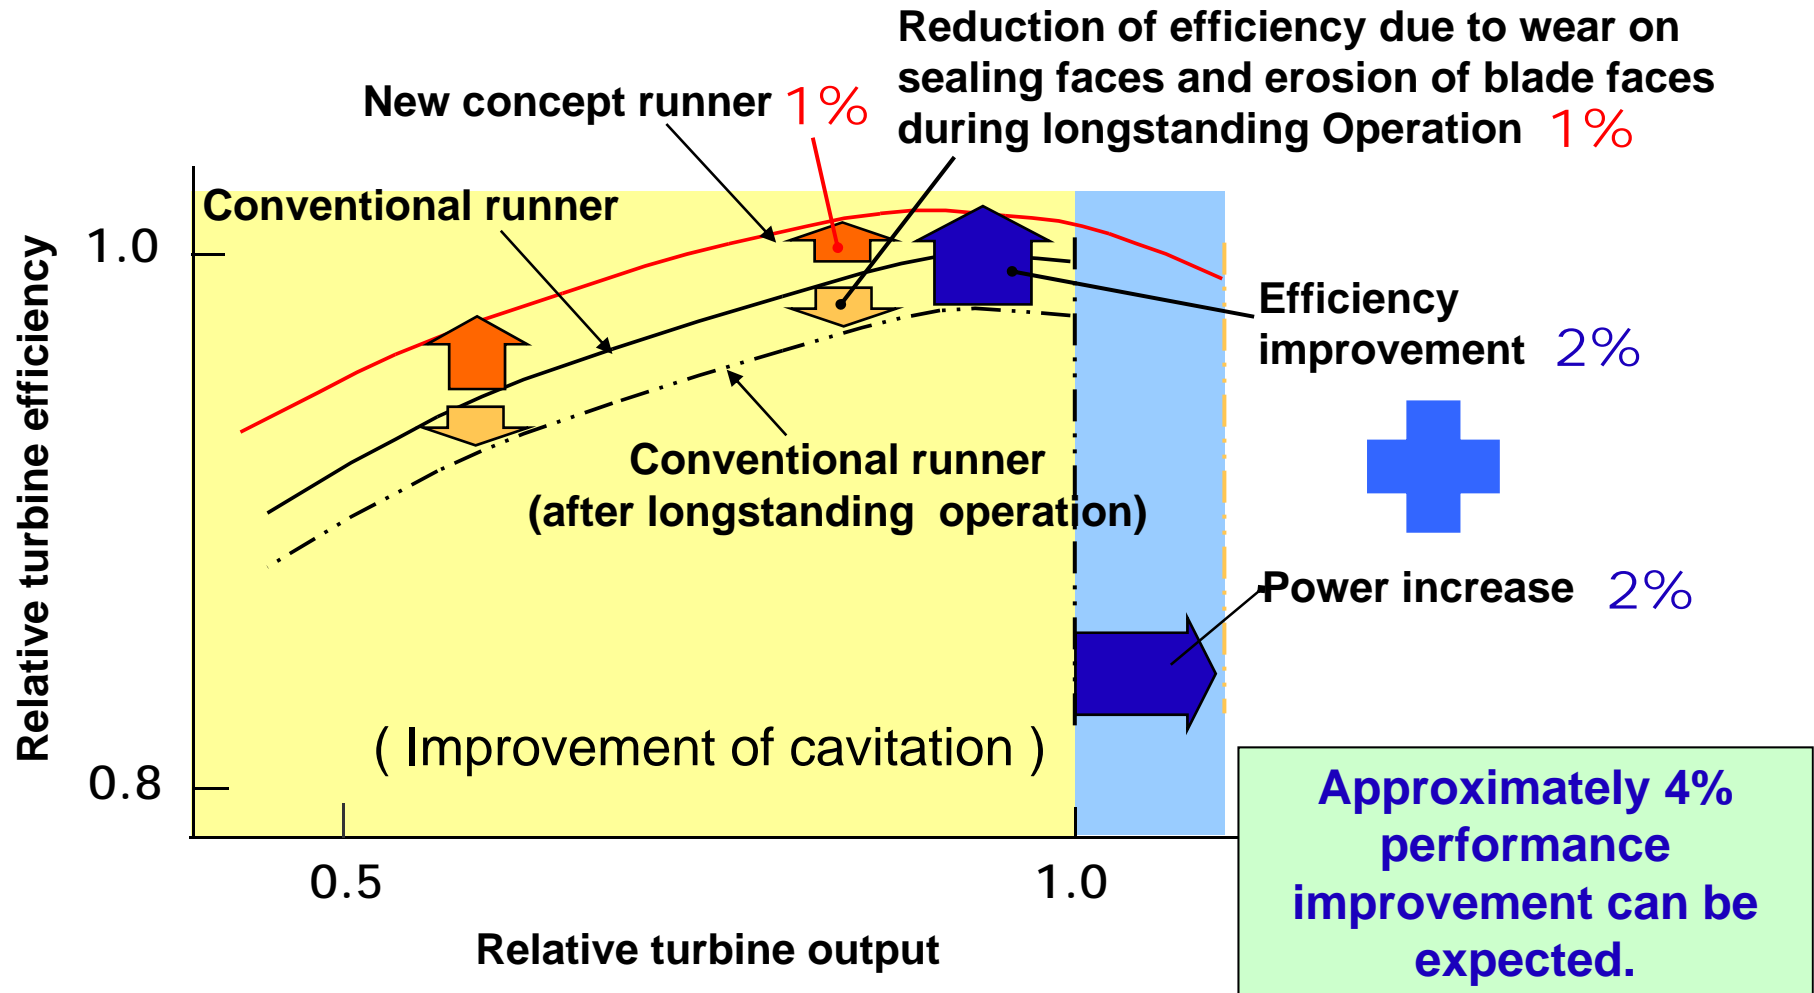 Reduction of efficiency due to wear on
sealing faces and erosion of blade faces
during longstanding Operation 1%
New concept runner 1%
Conventional runner
Relative turbine efficiency
1.0
Efficiency
improvement 2%
Conventional runner
(after longstanding operation)
Power increase 2%
( Improvement of cavitation )
0.8
Approximately 4%
performance
improvement can be
expected.
0.5
1.0
Relative turbine output